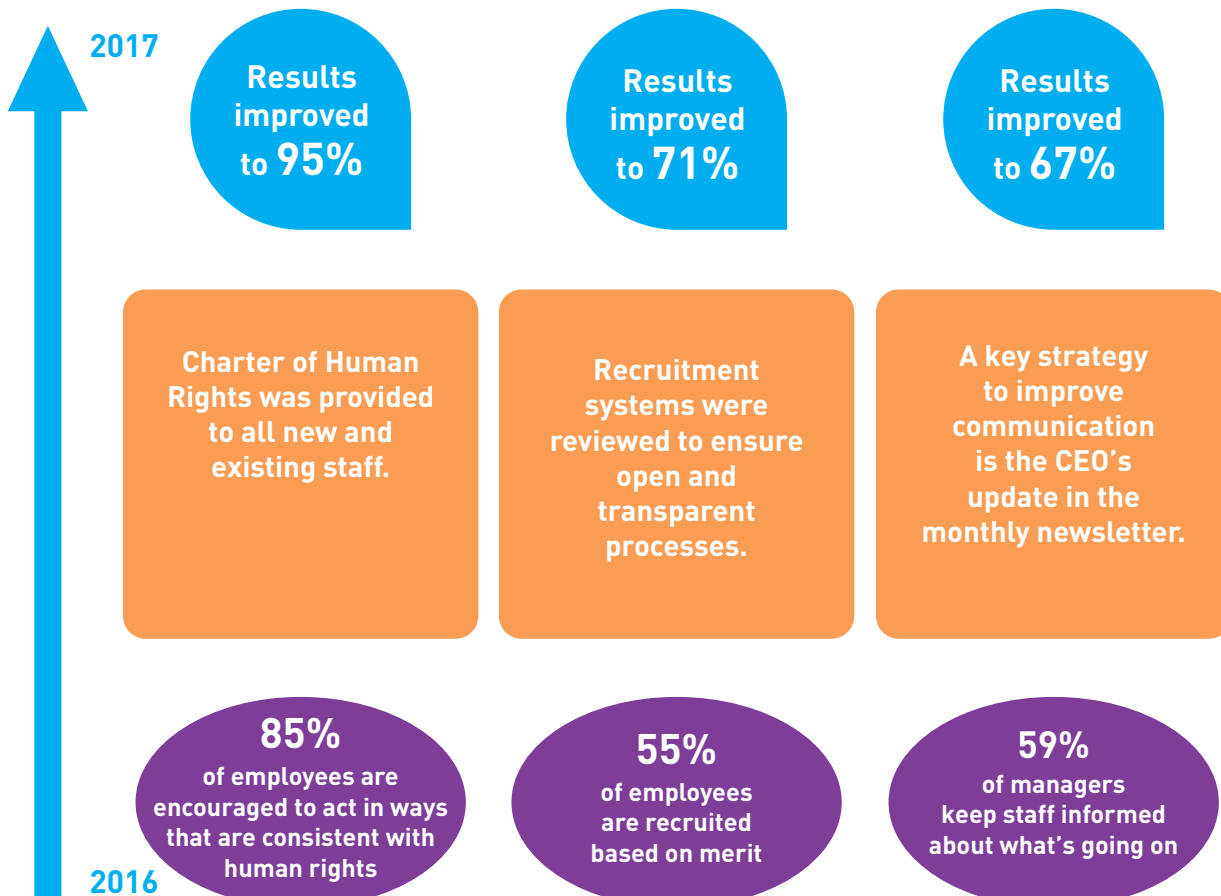 2017
Results
improved
to 95%
Results
improved
to 71%
Results
improved
to 67%
Charter of Human
Rights was provided
to all new and
existing staff.
Recruitment
systems were
reviewed to ensure
open and
transparent
processes.
A key strategy
to improve
communication
is the CEO's
update in the
monthly newsletter.
85%
of employees are
encouraged to act in ways
that are consistent with
human rights
55%
of employees
are recruited
based on merit
59%
of managers
keep staff informed
about what's going on
2016